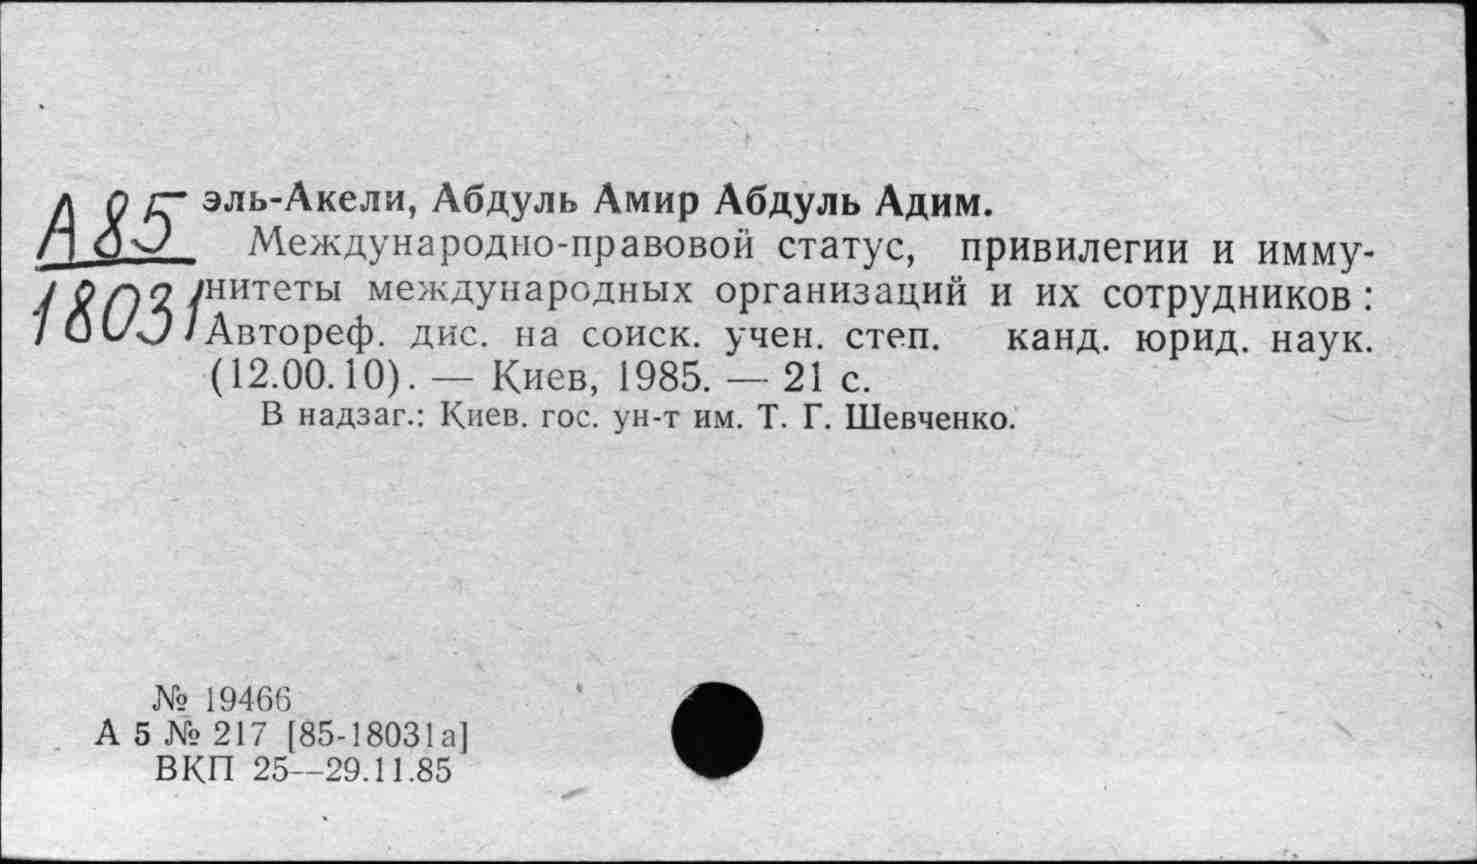 А85
18031
эль-Акели, Абдуль Амир Абдуль Адим.
Международно-правовой статус, привилегии и имму-
нитеты международных организаций и их сотрудников :
Автореф. дис. на соиск. учен. степ. канд. юрид. наук.
(12.00.10). — Киев, 1985. — 21 с.
В надзаг.: Киев. гос. ун-т им. Т. Г. Шевченко.
№ 19466
А 5 № 217 [85-18031а]
ВКП 25—29.11.85